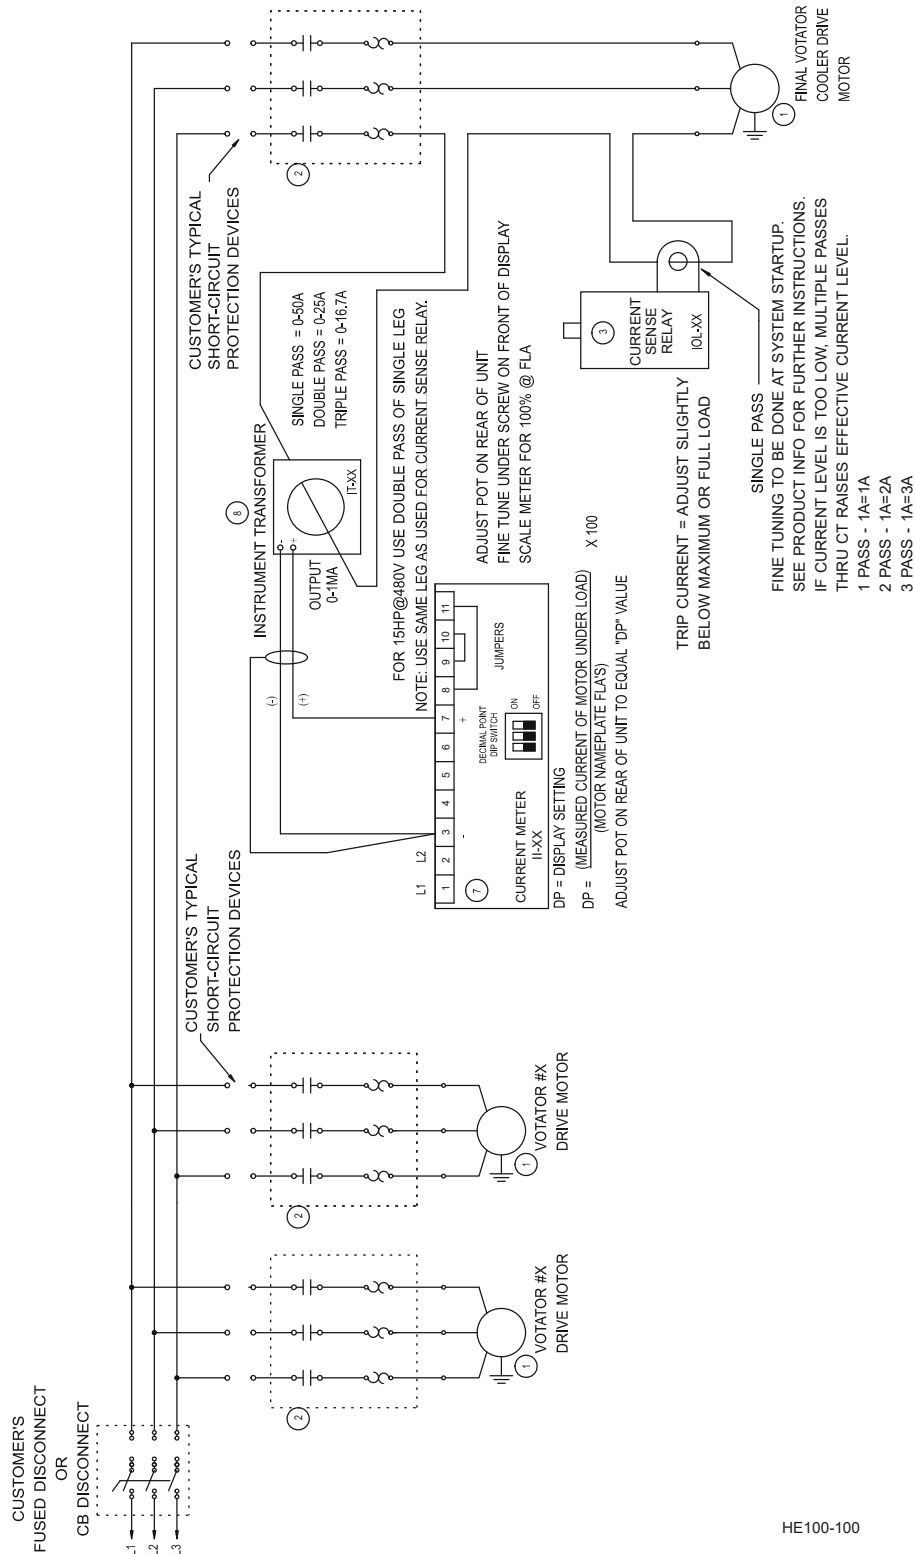 CUSTOMER'S
FUSED DISCONNECT
OR
CB DISCONNECT
L1
L2
L3
2
1
VOTATOR #X
DRIVE MOTOR
2
1
VOTATOR #X
DRIVE MOTOR
CUSTOMER'S TYPICAL
SHORT-CIRCUIT
PROTECTION DEVICES
(-)
(+)
8
INSTRUMENT TRANSFORMER
OUTPUT
0-1MA
-
+
IT-XX
SINGLE PASS = 0-50A
DOUBLE PASS = 0-25A
TRIPLE PASS = 0-16.7A
FOR 15HP@480V USE DOUBLE PASS OF SINGLE LEG
NOTE: USE SAME LEG AS USED FOR CURRENT SENSE RELAY.
L1 L2
1 2 3 4 5 6 7 8 9 10 11
- +
7
CURRENT METER
II-XX
DECIMAL POINT
DIP SWITCH
ON
OFF
JUMPERS
ADJUST POT ON REAR OF UNIT
FINE TUNE UNDER SCREW ON FRONT OF DISPLAY
SCALE METER FOR 100% @ FLA
DP = DISPLAY SETTING
DP = (MEASURED CURRENT OF MOTOR UNDER LOAD) X 100
(MOTOR NAMEPLATE FLA'S)
ADJUST POT ON REAR OF UNIT TO EQUAL "DP" VALUE
CUSTOMER'S TYPICAL
SHORT-CIRCUIT
PROTECTION DEVICES
2
1
FINAL VOTATOR
COOLER DRIVE
MOTOR
3
CURRENT
SENSE
RELAY
IOL-XX
TRIP CURRENT = ADJUST SLIGHTLY
BELOW MAXIMUM OR FULL LOAD
SINGLE PASS
FINE TUNING TO BE DONE AT SYSTEM STARTUP.
SEE PRODUCT INFO FOR FURTHER INSTRUCTIONS.
IF CURRENT LEVEL IS TOO LOW, MULTIPLE PASSES
THRU CT RAISES EFFECTIVE CURRENT LEVEL.
1 PASS - 1A=1A
2 PASS - 1A=2A
3 PASS - 1A=3A
HE100-100